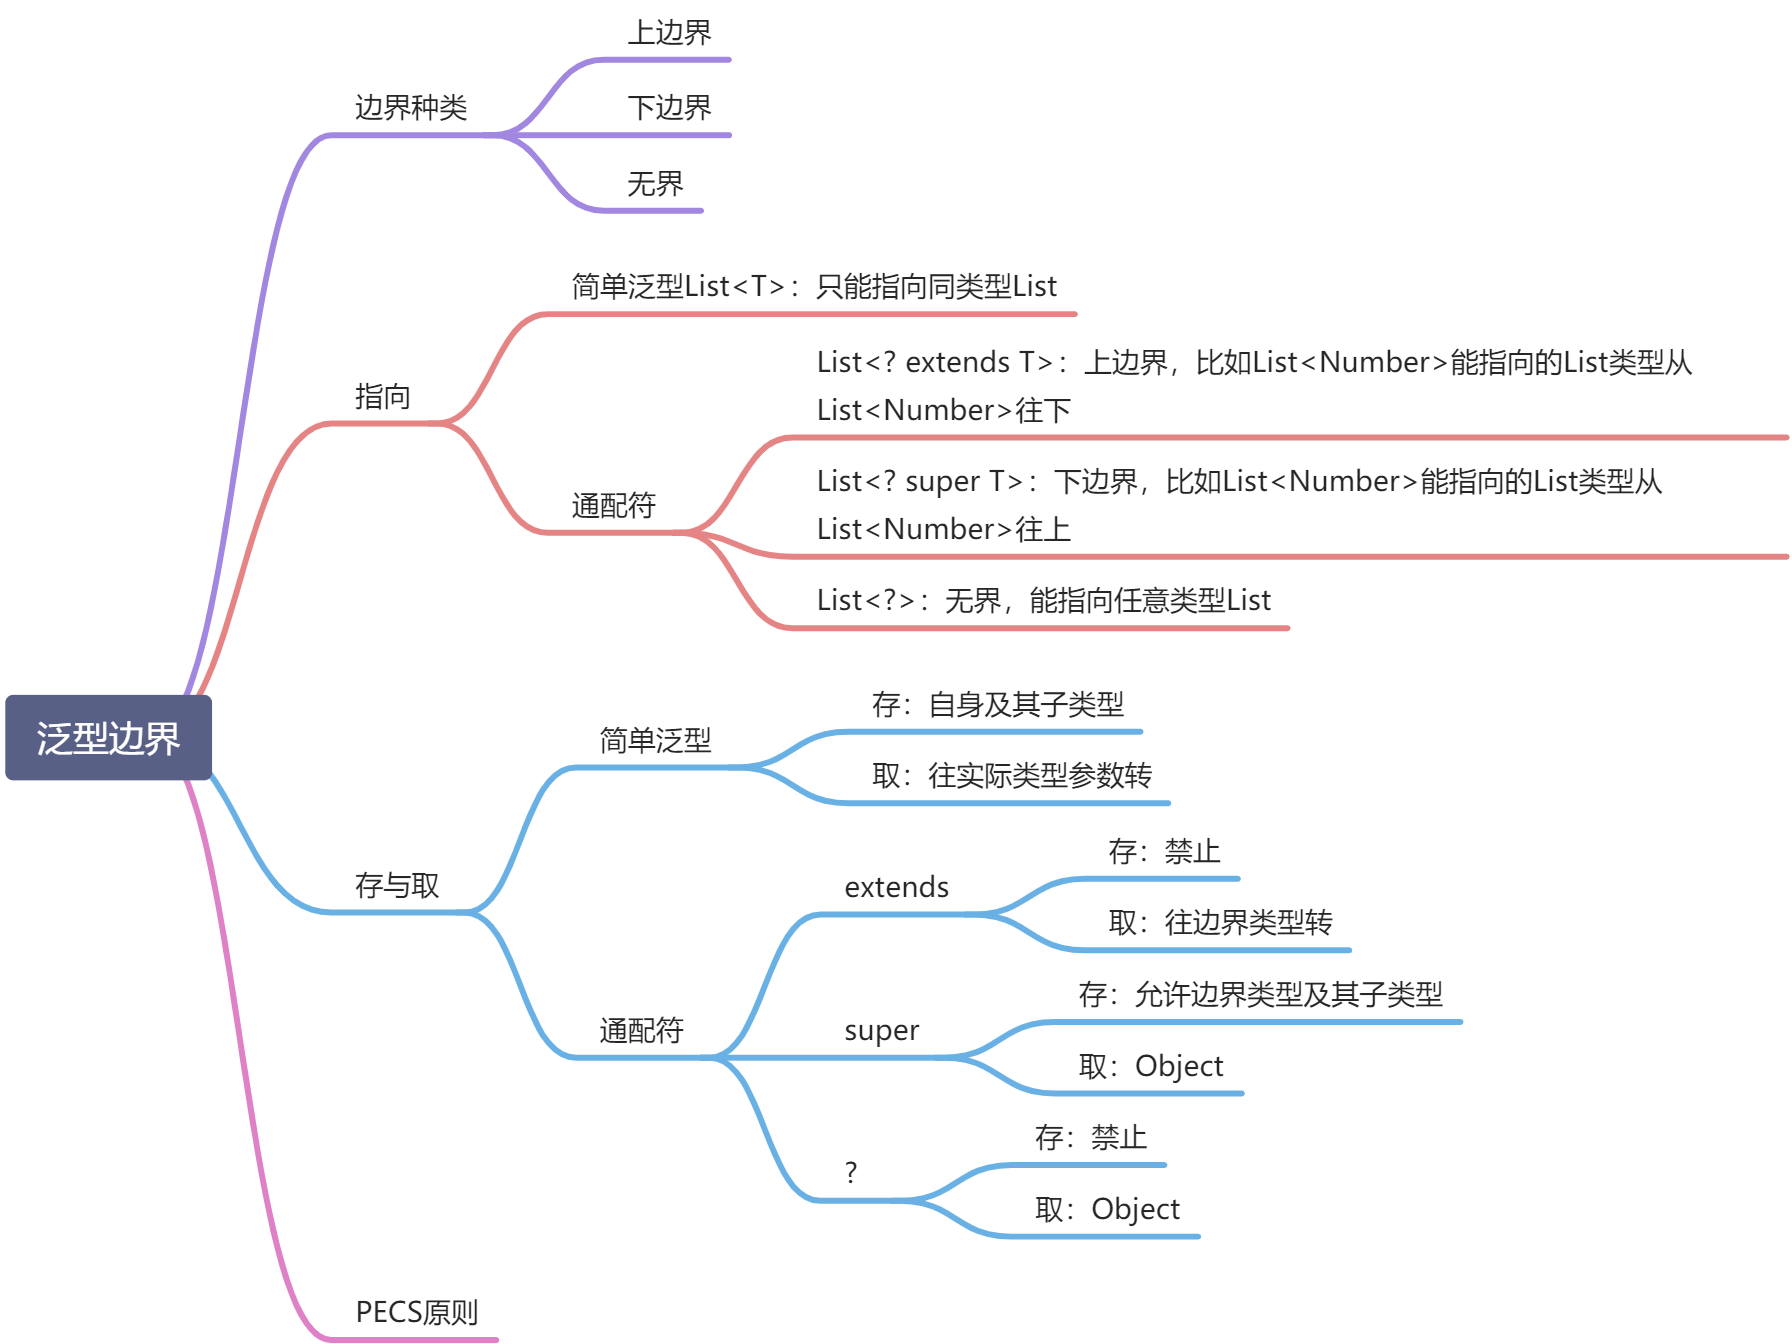 上边界
边界种类
下边界
无界
简单泛型List<T>：只能指向同类型List
List<? extends T>：上边界，比如List<Number>能指向的List类型从
List<Number>往下
指向
List<? super T>：下边界，比如List<Number>能指向的List类型从
List<Number>往上
通配符
List<?>：无界，能指向任意类型List
泛型边界
存：自身及其子类型
简单泛型
取：往实际类型参数转
存与取
存：禁止
extends
取：往边界类型转
存：允许边界类型及其子类型
通配符
super
取：Object
存：禁止
?
取：Object
PECS原则